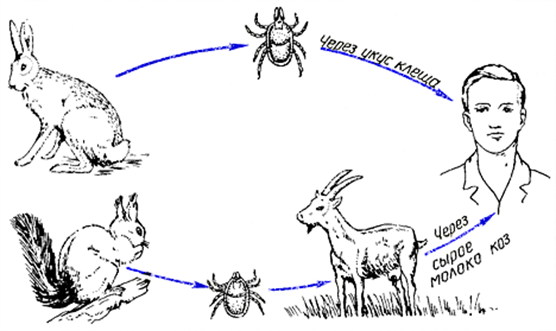 Через укус клеща
Через
сырое
молоко коз